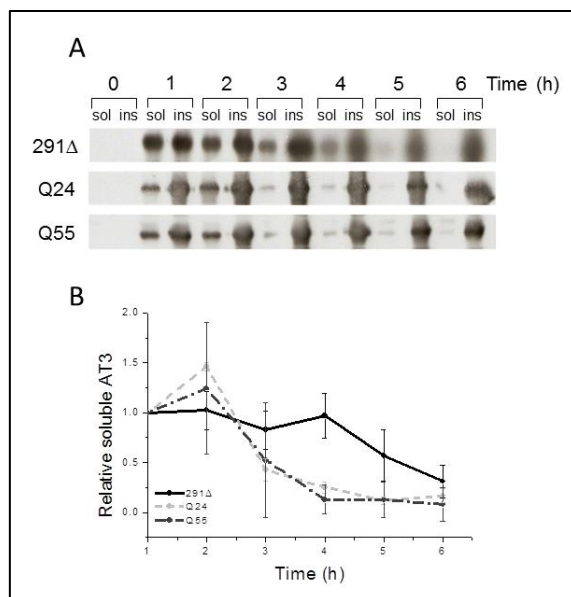 A
0 1 2 3 4 5 6 Time (h)
sol ins sol ins sol ins sol ins sol ins sol ins sol ins
291Δ
Q24
Q55
B
Relative soluble AT3
2.0
1.5
1.0
0.5
0.0
291Δ
Q24
Q55
1 2 3 4 5 6
Time (h)